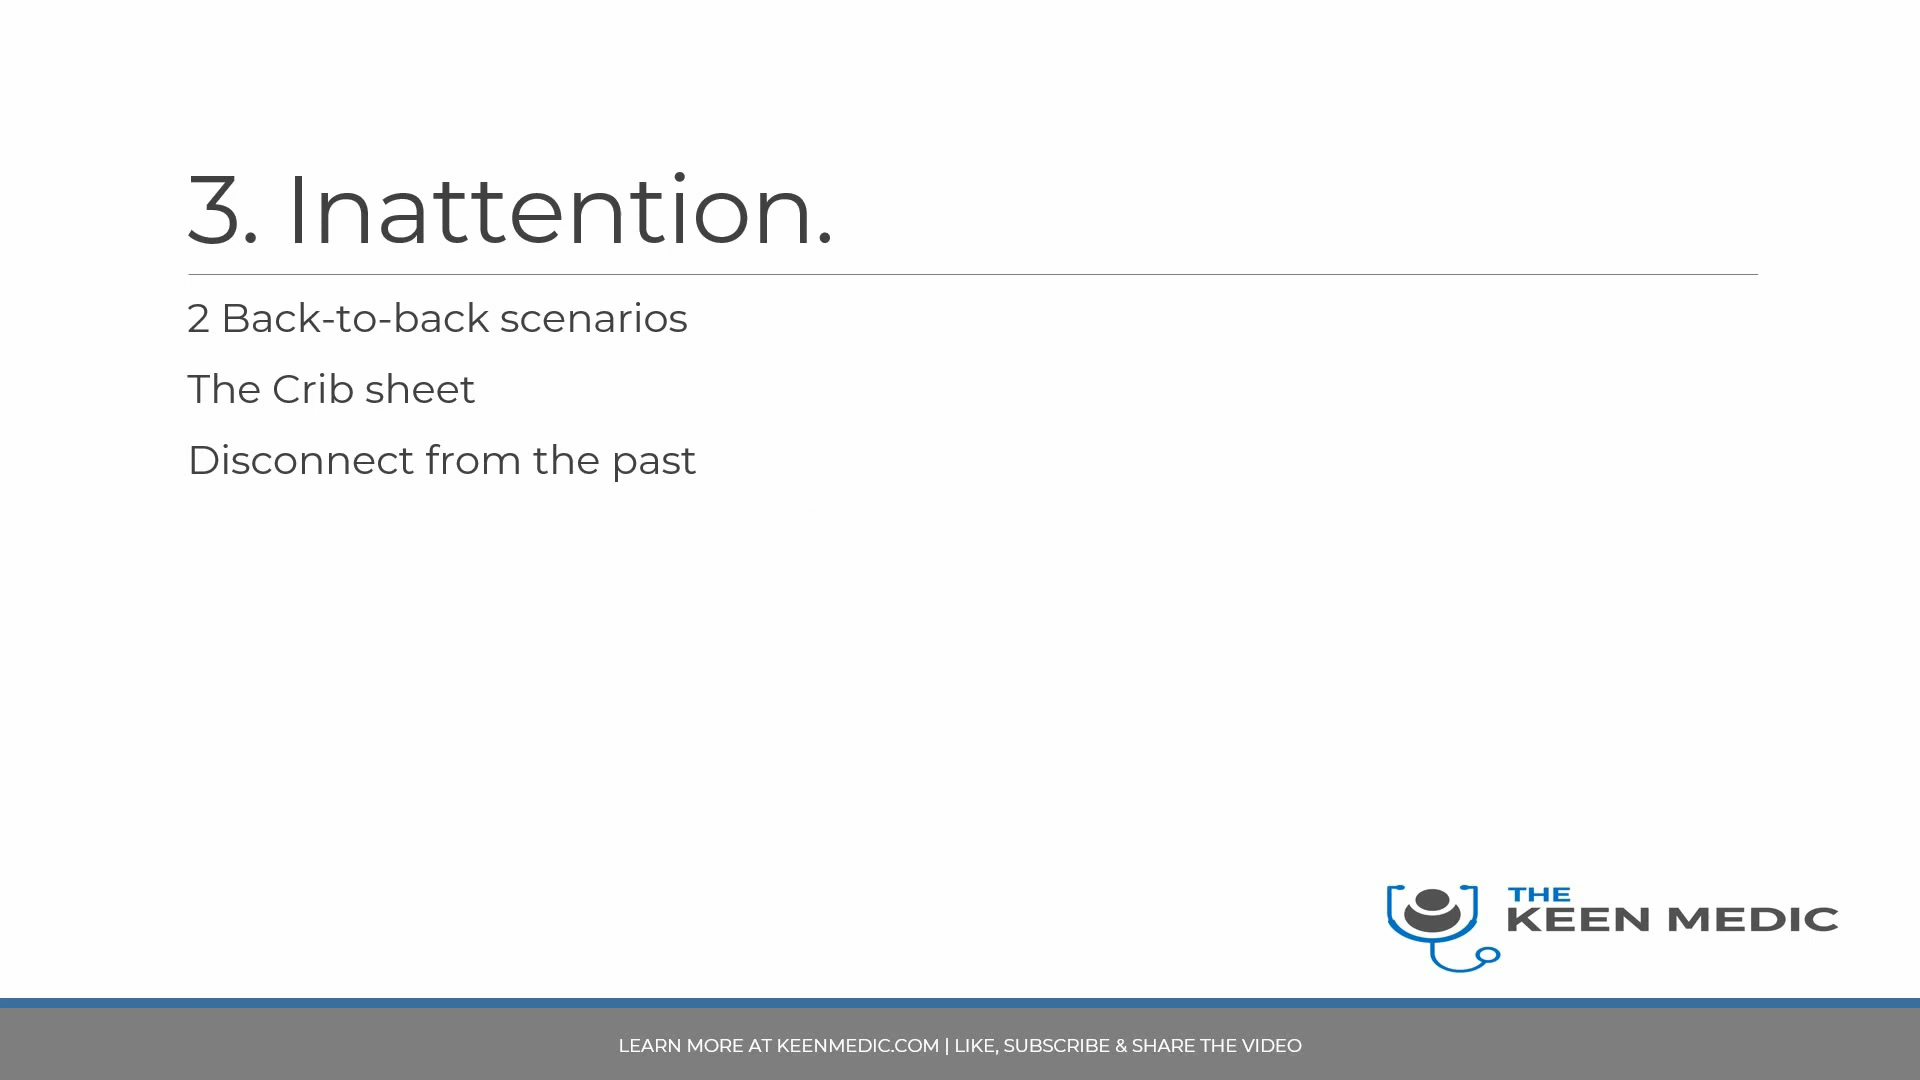 3. Inattention.
2 Back-to-back scenarios
The Crib sheet
Disconnect from the past
THE
KEEN MEDIC
LEARN MORE AT KEENMEDIC.COM | LIKE, SUBSCRIBE & SHARE THE VIDEO